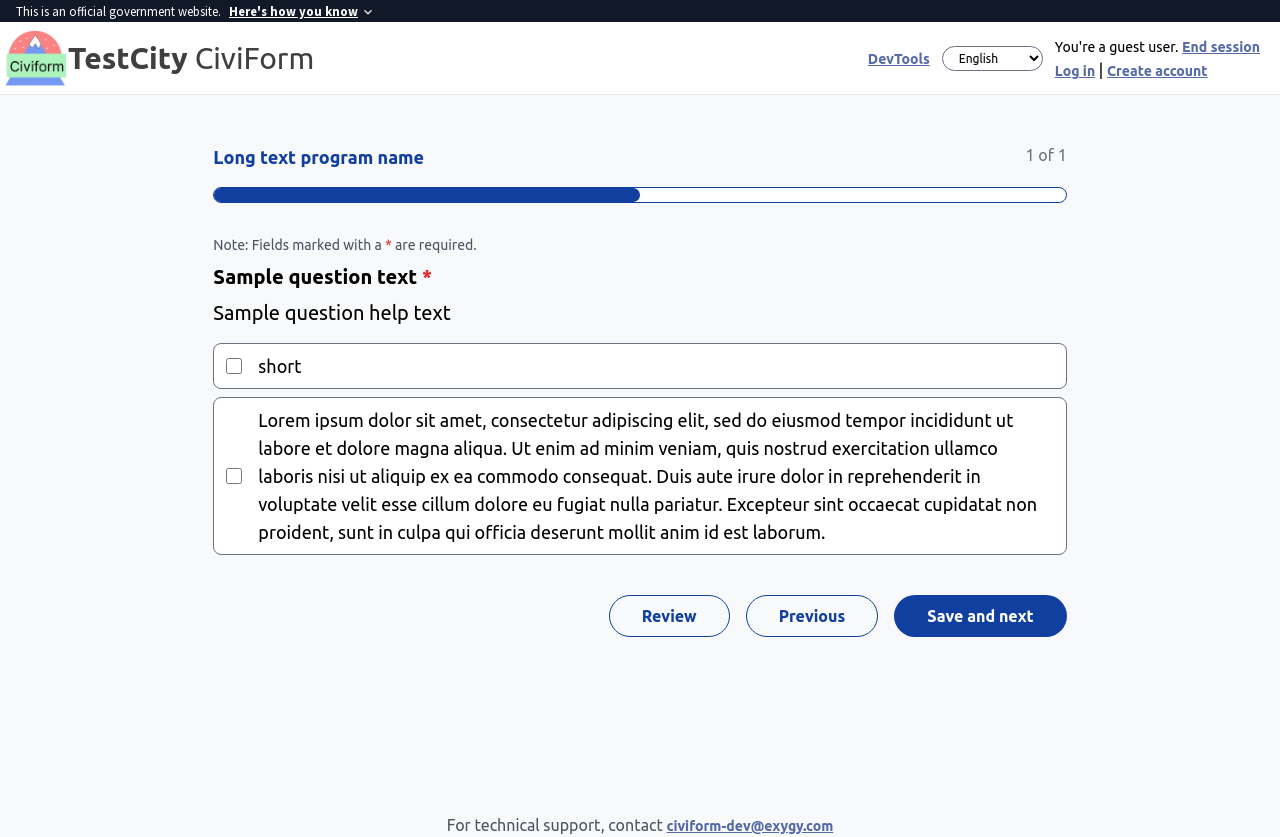 This is an official government website. Here's how you know
Civiform
TestCity CiviForm
DevTools
English
You're a guest user. End session
Log in | Create account
Long text program name
1 of 1
Note: Fields marked with a * are required.
Sample question text *
Sample question help text
short
Lorem ipsum dolor sit amet, consectetur adipiscing elit, sed do eiusmod tempor incididunt ut
labore et dolore magna aliqua. Ut enim ad minim veniam, quis nostrud exercitation ullamco
laboris nisi ut aliquip ex ea commodo consequat. Duis aute irure dolor in reprehenderit in
voluptate velit esse cillum dolore eu fugiat nulla pariatur. Excepteur sint occaecat cupidatat non
proident, sunt in culpa qui officia deserunt mollit anim id est laborum.
Review
Previous
Save and next
For technical support, contact civiform-dev@exygy.com